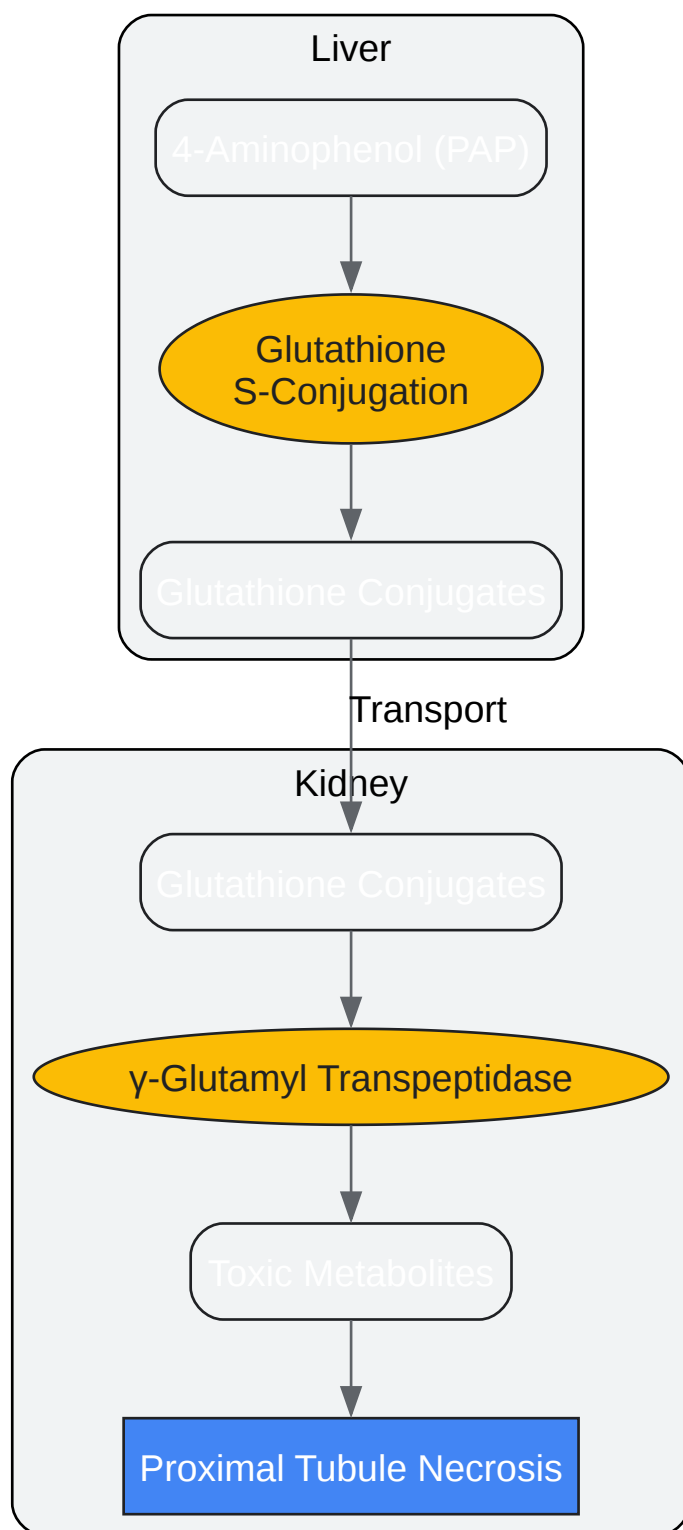 Liver
4-Aminophenol (PAP)
Glutathione
S-Conjugation
Glutathione Conjugates
Transport
Kidney
Glutathione Conjugates
γ-Glutamyl Transpeptidase
Toxic Metabolites
Proximal Tubule Necrosis